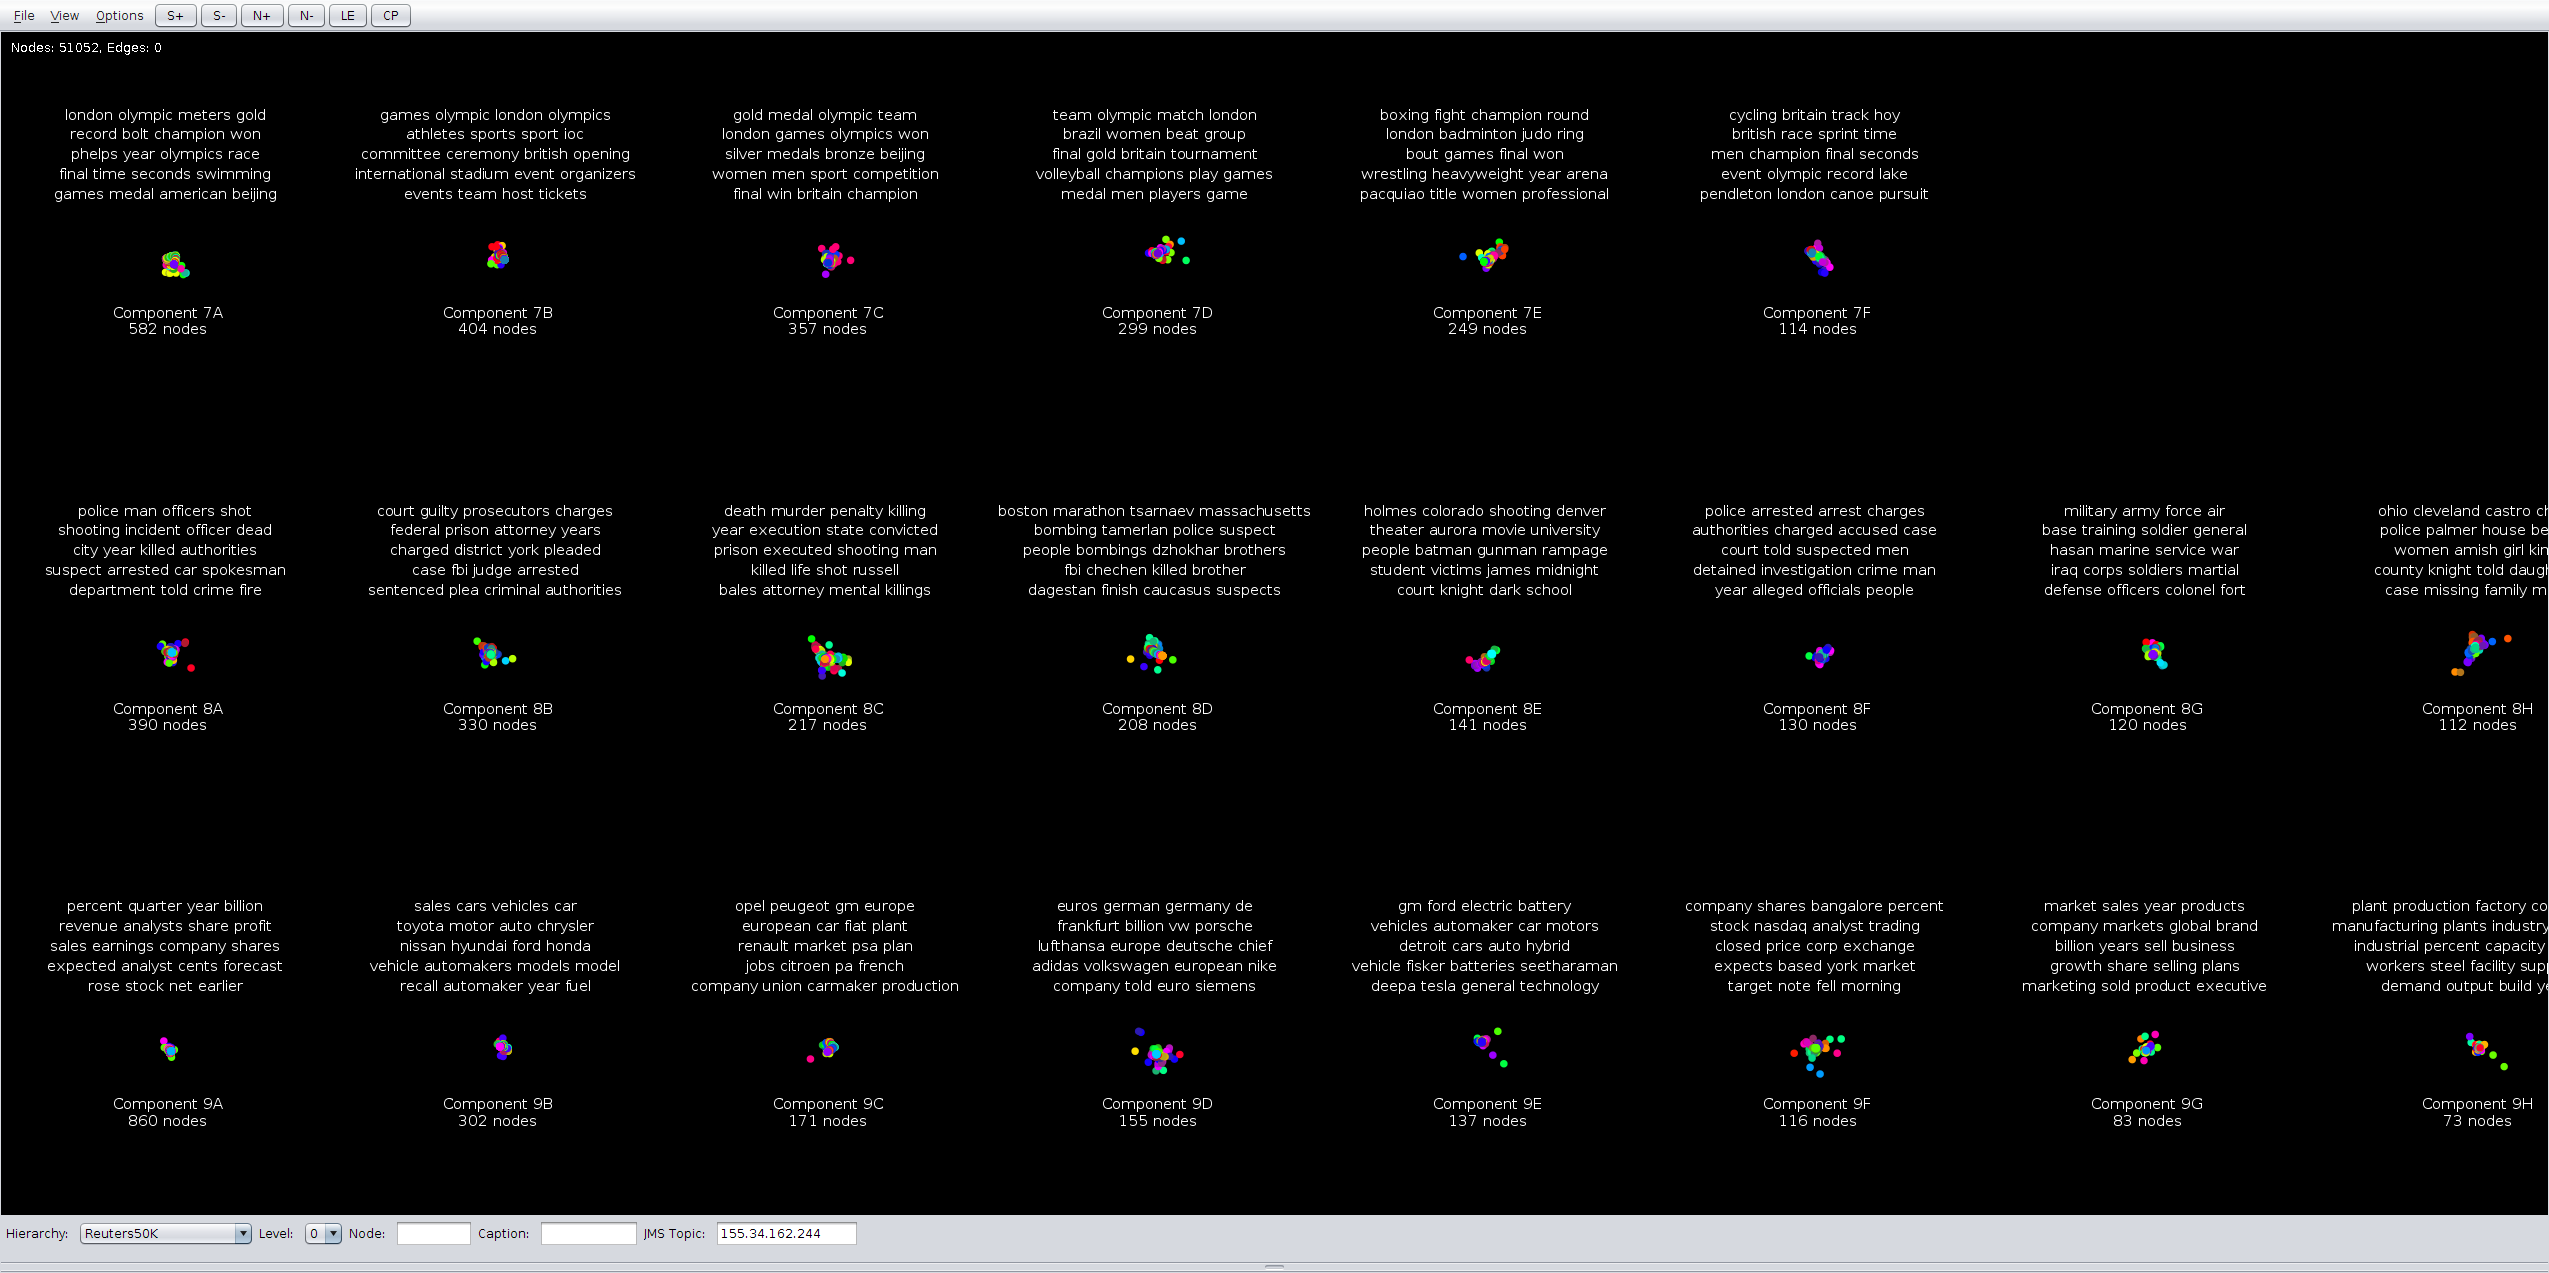 File View Options S+ S- N+ N- LE CP
Nodes: 51052, Edges: 0
london olympic meters gold
record bolt champion won
phelps year olympics race
final time seconds swimming
games medal american beijing
Component 7A
582 nodes
games olympic london olympics
athletes sports sport ioc
committee ceremony british opening
international stadium event organizers
events team host tickets
Component 7B
404 nodes
gold medal olympic team
london games olympics won
silver medals bronze beijing
women men sport competition
final win britain champion
Component 7C
357 nodes
team olympic match london
brazil women beat group
final gold britain tournament
volleyball champions play games
medal men players game
Component 7D
299 nodes
boxing fight champion round
london badminton judo ring
bout games final won
wrestling heavyweight year arena
pacquiao title women professional
Component 7E
249 nodes
cycling britain track hoy
british race sprint time
men champion final seconds
event olympic record lake
pendleton london canoe pursuit
Component 7F
114 nodes
police man officers shot
shooting incident officer dead
city year killed authorities
suspect arrested car spokesman
department told crime fire
Component 8A
390 nodes
court guilty prosecutors charges
federal prison attorney years
charged district york pleaded
case fbi judge arrested
sentenced plea criminal authorities
Component 8B
330 nodes
death murder penalty killing
year execution state convicted
prison executed shooting man
killed life shot russell
bales attorney mental killings
Component 8C
217 nodes
boston marathon tsarnaev massachusetts
bombing tamerlan police suspect
people bombings dzhokhar brothers
fbi chechen killed brother
dagestan finish caucasus suspects
Component 8D
208 nodes
holmes colorado shooting denver
theater aurora movie university
people batman gunman rampage
student victims james midnight
court knight dark school
Component 8E
141 nodes
police arrested arrest charges
authorities charged accused case
court told suspected men
detained investigation crime man
year alleged officials people
Component 8F
130 nodes
military army force air
base training soldier general
hasan marine service war
iraq corps soldiers martial
defense officers colonel fort
Component 8G
120 nodes
ohio cleveland castro
police palmer house
women amish girl
county knight told
case missing family
Component 8H
112 nodes
percent quarter year billion
revenue analysts share profit
sales earnings company shares
expected analyst cents forecast
rose stock net earlier
Component 9A
860 nodes
sales cars vehicles car
toyota motor auto chrysler
nissan hyundai ford honda
vehicle automakers models model
recall automaker year fuel
Component 9B
302 nodes
opel peugeot gm europe
european car fiat plant
renault market psa plan
jobs citroen pa french
company union carmaker production
Component 9C
171 nodes
euros german germany de
frankfurt billion vw porsche
lufthansa europe deutsche chief
adidas volkswagen european nike
company told euro siemens
Component 9D
155 nodes
gm ford electric battery
vehicles automaker car motors
detroit cars auto hybrid
vehicle fisker batteries seetharaman
deepa tesla general technology
Component 9E
137 nodes
company shares bangalore percent
stock nasdaq analyst trading
closed price corp exchange
expects based york market
target note fell morning
Component 9F
116 nodes
market sales year products
company markets global brand
billion years sell business
growth share selling plans
marketing sold product executive
Component 9G
83 nodes
plant production factory
manufacturing plants industry
industrial percent capacity
workers steel facility
demand output build
Component 9H
73 nodes
Hierarchy: Reuters50K Level: 0 Node: Caption: JMS Topic: 155.34.162.244